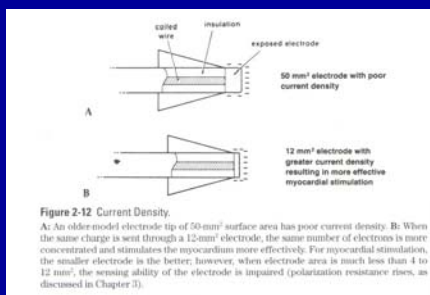 coiled
wire
insulation
exposed electrode
50 mm² electrode with poor
current density
A
12 mm² electrode with
greater current density
resulting in more effective
myocardial stimulation
B
Figure 2-12 Current Density.
A: An older-model electrode tip of 50-mm² surface area has poor current density. B: When
the same charge is sent through a 12-mm² electrode, the same number of electrons is more
concentrated and stimulates the myocardium more effectively. For myocardial stimulation,
the smaller electrode is the better; however, when electrode area is much less than 4 to
12 mm², the sensing ability of the electrode is impaired (polarization resistance rises, as
discussed in Chapter 3).